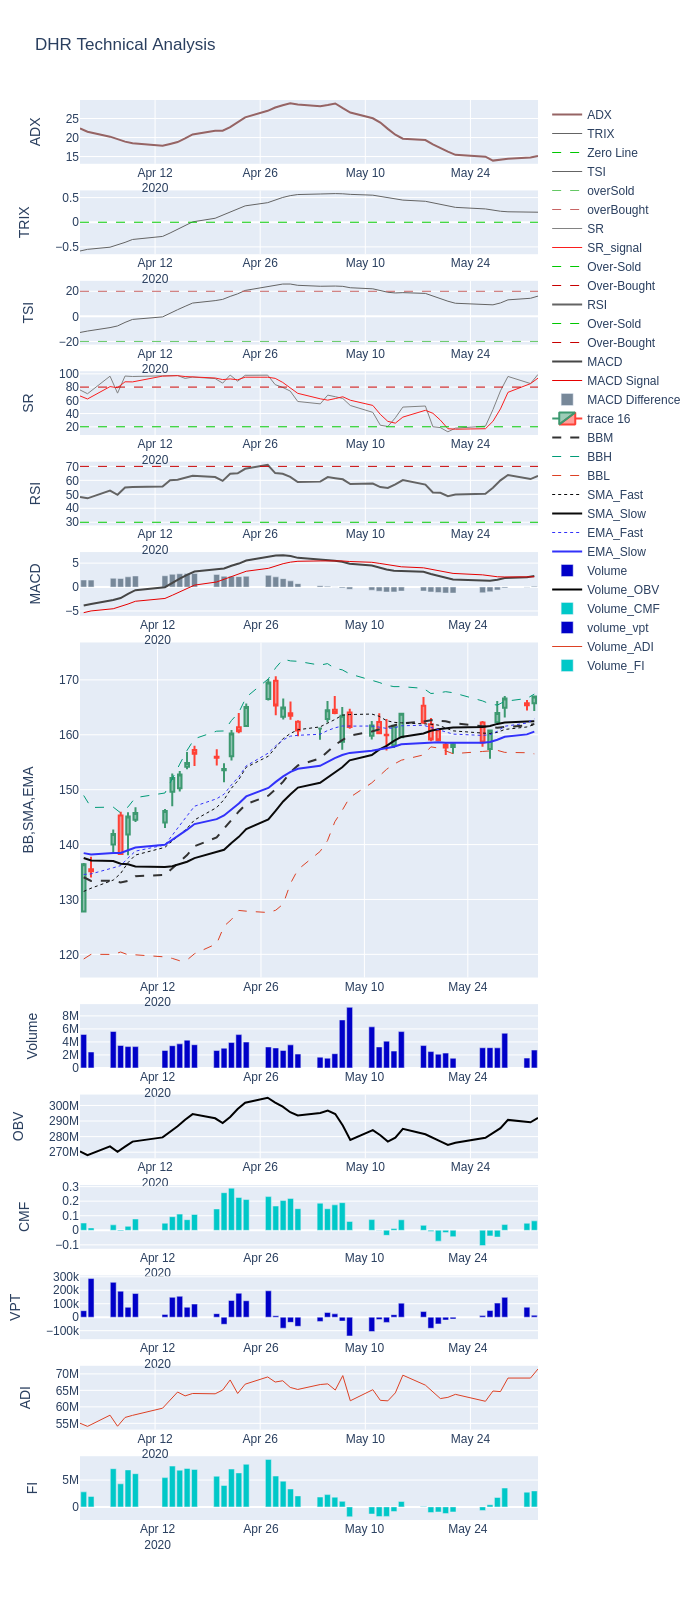 DHR Technical Analysis
ADX
25
20
15
Apr 12
2020
Apr 26
May 10
May 24
TRIX
0.5
0
−0.5
Apr 12
2020
Apr 26
May 10
May 24
TSI
20
0
−20
Apr 12
2020
Apr 26
May 10
May 24
SR
100
80
60
40
20
Apr 12
2020
Apr 26
May 10
May 24
RSI
70
60
50
40
30
Apr 12
2020
Apr 26
May 10
May 24
MACD
5
0
−5
Apr 12
2020
Apr 26
May 10
May 24
BB,SMA,EMA
170
160
150
140
130
120
Apr 12
2020
Apr 26
May 10
May 24
Volume
8M
6M
4M
2M
0
Apr 12
2020
Apr 26
May 10
May 24
OBV
300M
290M
280M
270M
Apr 12
2020
Apr 26
May 10
May 24
CMF
0.3
0.2
0.1
0
−0.1
Apr 12
2020
Apr 26
May 10
May 24
VPT
300k
200k
100k
0
−100k
Apr 12
2020
Apr 26
May 10
May 24
ADI
70M
65M
60M
55M
Apr 12
2020
Apr 26
May 10
May 24
FI
5M
0
Apr 12
2020
Apr 26
May 10
May 24
ADX
TRIX
Zero Line
TSI
overSold
overBought
SR
SR_signal
Over-Sold
Over-Bought
RSI
Over-Sold
Over-Bought
MACD
MACD Signal
MACD Difference
trace 16
BBM
BBH
BBL
SMA_Fast
SMA_Slow
EMA_Fast
EMA_Slow
Volume
Volume_OBV
Volume_CMF
volume_vpt
Volume_ADI
Volume_FI